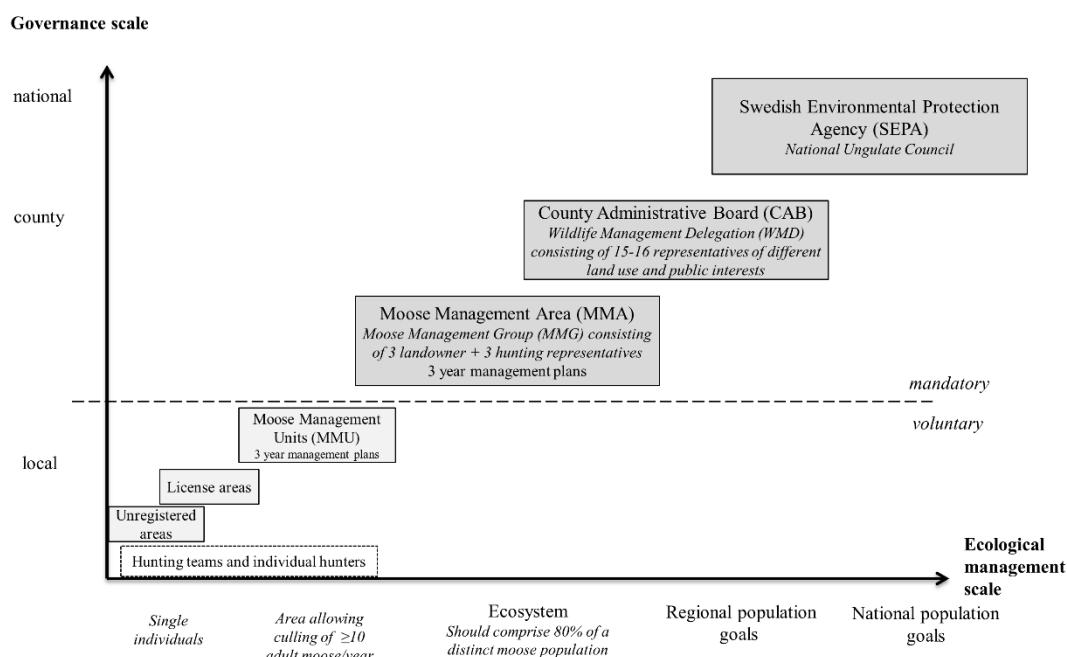 Governance scale
national
Swedish Environmental Protection
Agency (SEPA)
National Ungulate Council
county
County Administrative Board (CAB)
Wildlife Management Delegation (WMD)
consisting of 15-16 representatives of different
land use and public interests
Moose Management Area (MMA)
Moose Management Group (MMG) consisting
of 3 landowner + 3 hunting representatives
3 year management plans
mandatory
voluntary
Moose Management
Units (MMU)
3 year management plans
local
License areas
Unregistered
areas
Hunting teams and individual hunters
Ecological
management
scale
Single
individuals
Area allowing
culling of ≥10
adult moose/year
Ecosystem
Should comprise 80% of a
distinct moose population
Regional population
goals
National population
goals